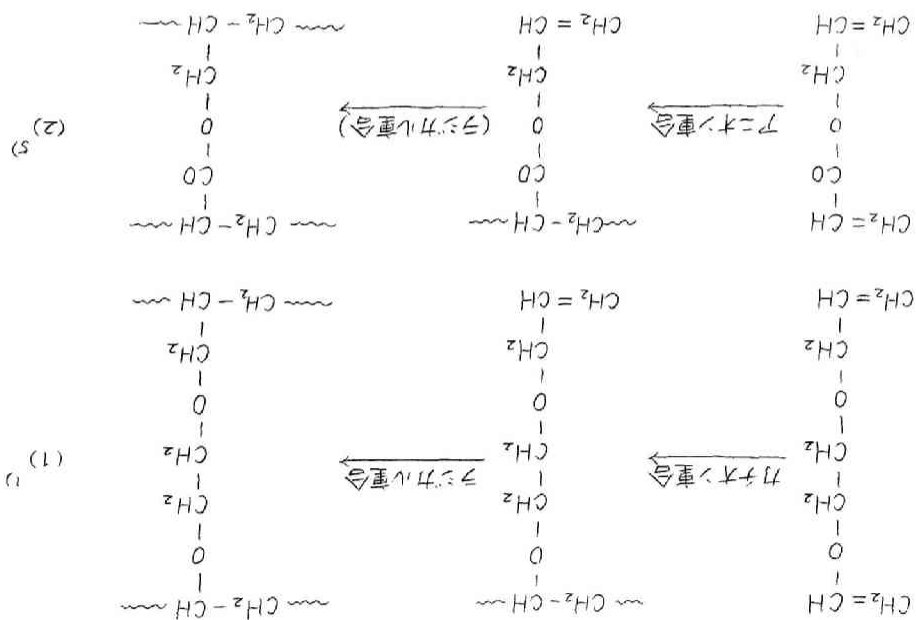 CH₂=CH　~~ CH₂-CH ~~　~~ CH₂-CH ~~
O　O　O
CH₂　CH₂　CH₂
CH₂　カチオン重合　CH₂　ラジカル重合　CH₂　(1)¹⁾
O　O　O
CH₂　CH₂　CH₂
CH₂=CH　CH₂=CH　~~ CH₂-CH ~~
CH₂=CH　~~CH₂-CH ~~　~~ CH₂-CH ~~
CO　CO　CO
O　アニオン重合　O　(ラジカル重合)　O　(2)⁵⁾
CH₂　CH₂　CH₂
CH₂=CH　CH₂=CH　~~ CH₂-CH ~~